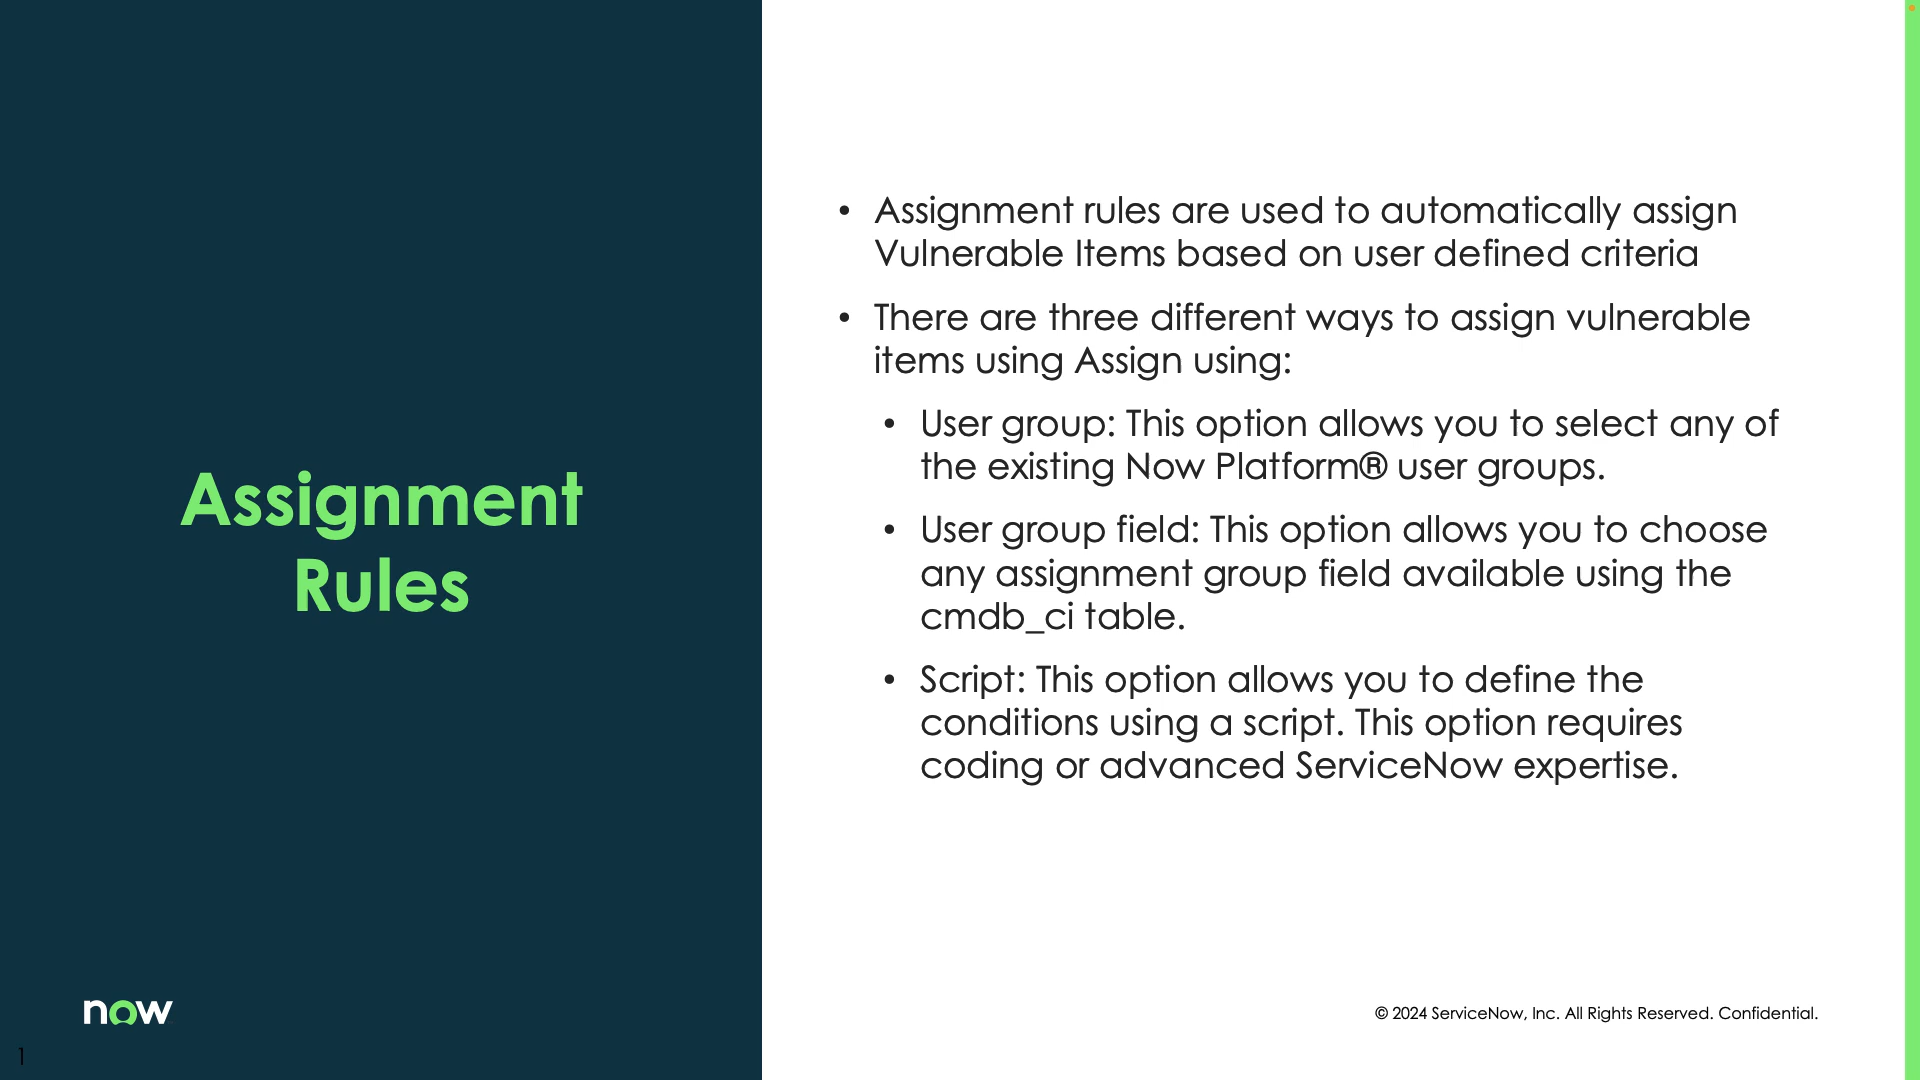 Assignment
Rules
• Assignment rules are used to automatically assign
Vulnerable Items based on user defined criteria
• There are three different ways to assign vulnerable
items using Assign using:
• User group: This option allows you to select any of
the existing Now Platform® user groups.
• User group field: This option allows you to choose
any assignment group field available using the
cmdb_ci table.
• Script: This option allows you to define the
conditions using a script. This option requires
coding or advanced ServiceNow expertise.
now
© 2024 ServiceNow, Inc. All Rights Reserved. Confidential.
1